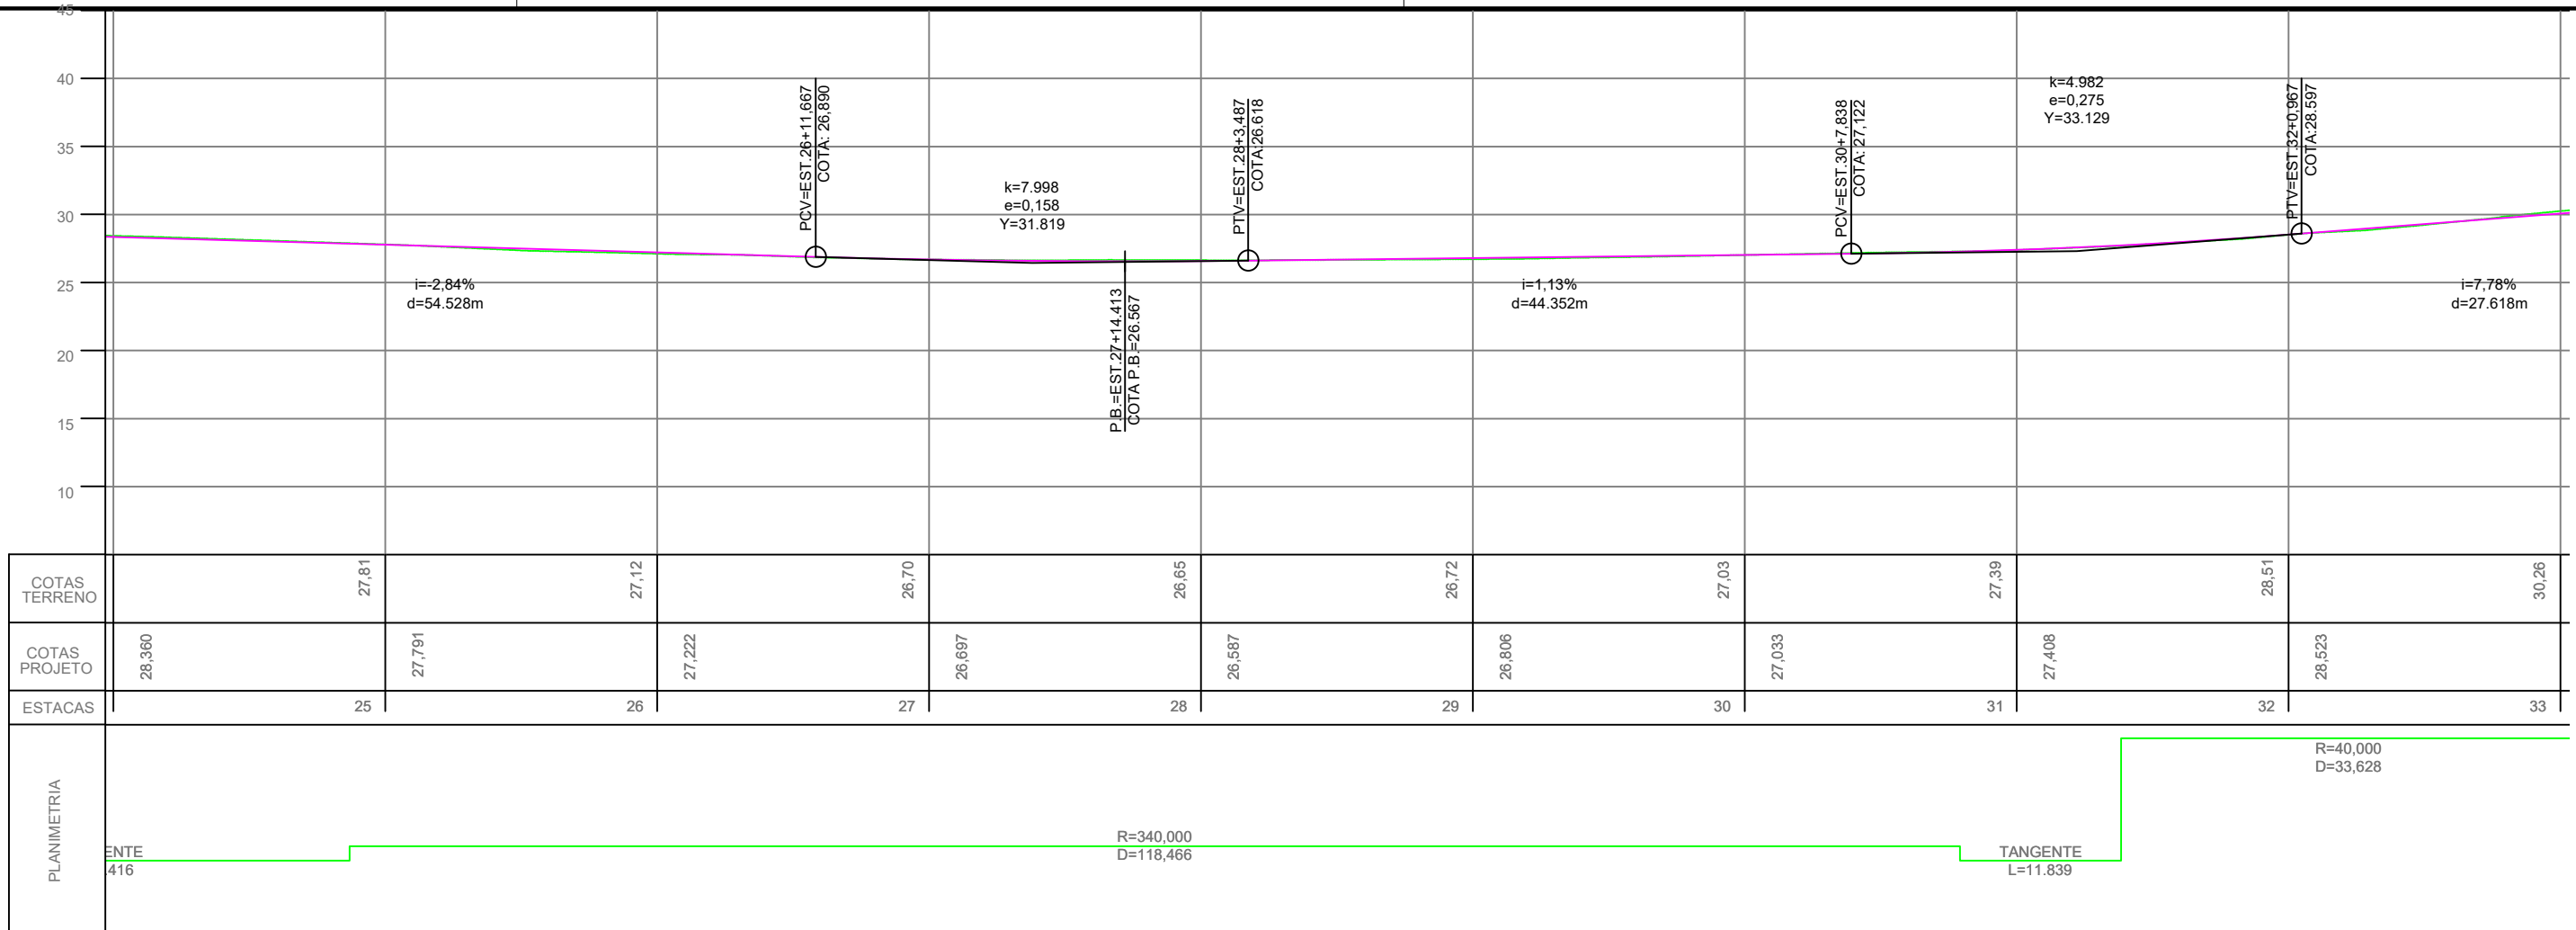 45
40
35
30
25
20
15
10
PCV=EST.26+11,667
COTA: 26,890
k=7.998
e=0,158
Y=31.819
PTV=EST.28+3,487
COTA:26.618
PCV=EST.30+7,838
COTA: 27,122
k=4.982
e=0,275
Y=33.129
PTV=EST.32+0,967
COTA:28.597
i=-2,84%
d=54.528m
P.B.=EST.27+14.413
COTA P.B.=26.567
i=1,13%
d=44.352m
i=7,78%
d=27.618m
COTAS
TERRENO
27,81
27,12
26,70
26,65
26,72
27,03
27,39
28,51
30,26
COTAS
PROJETO
28,360
27,791
27,222
26,697
26,587
26,806
27,033
27,408
28,523
ESTACAS
25
26
27
28
29
30
31
32
33
PLANIMETRIA
ENTE
.416
R=340,000
D=118,466
TANGENTE
L=11.839
R=40,000
D=33,628